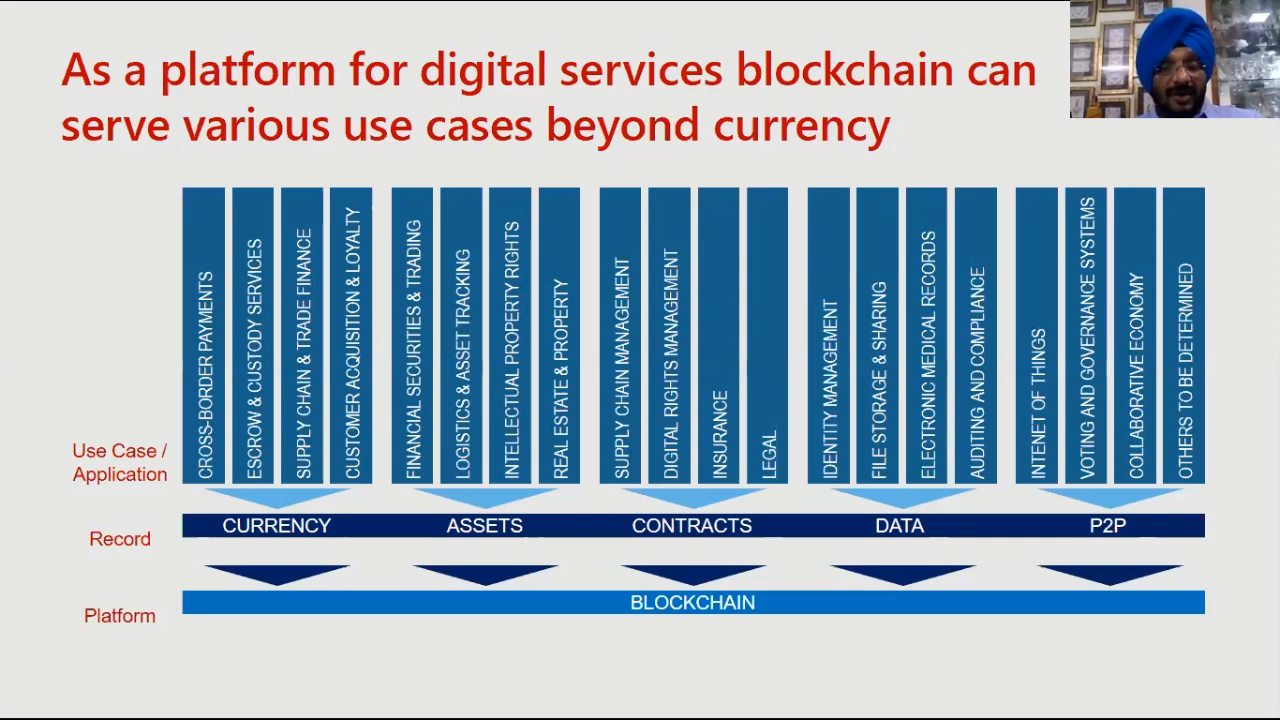 As a platform for digital services blockchain can
serve various use cases beyond currency
CROSS-BORDER PAYMENTS
ESCROW & CUSTODY SERVICES
SUPPLY CHAIN & TRADE FINANCE
CUSTOMER ACQUISITION & LOYALTY
FINANCIAL SECURITIES & TRADING
LOGISTICS & ASSET TRACKING
INTELLECTUAL PROPERTY RIGHTS
REAL ESTATE & PROPERTY
SUPPLY CHAIN MANAGEMENT
DIGITAL RIGHTS MANAGEMENT
INSURANCE
LEGAL
IDENTITY MANAGEMENT
FILE STORAGE & SHARING
ELECTRONIC MEDICAL RECORDS
AUDITING AND COMPLIANCE
INTENET OF THINGS
VOTING AND GOVERNANCE SYSTEMS
COLLABORATIVE ECONOMY
OTHERS TO BE DETERMINED
Use Case /
Application
Record
CURRENCY
ASSETS
CONTRACTS
DATA
P2P
Platform
BLOCKCHAIN